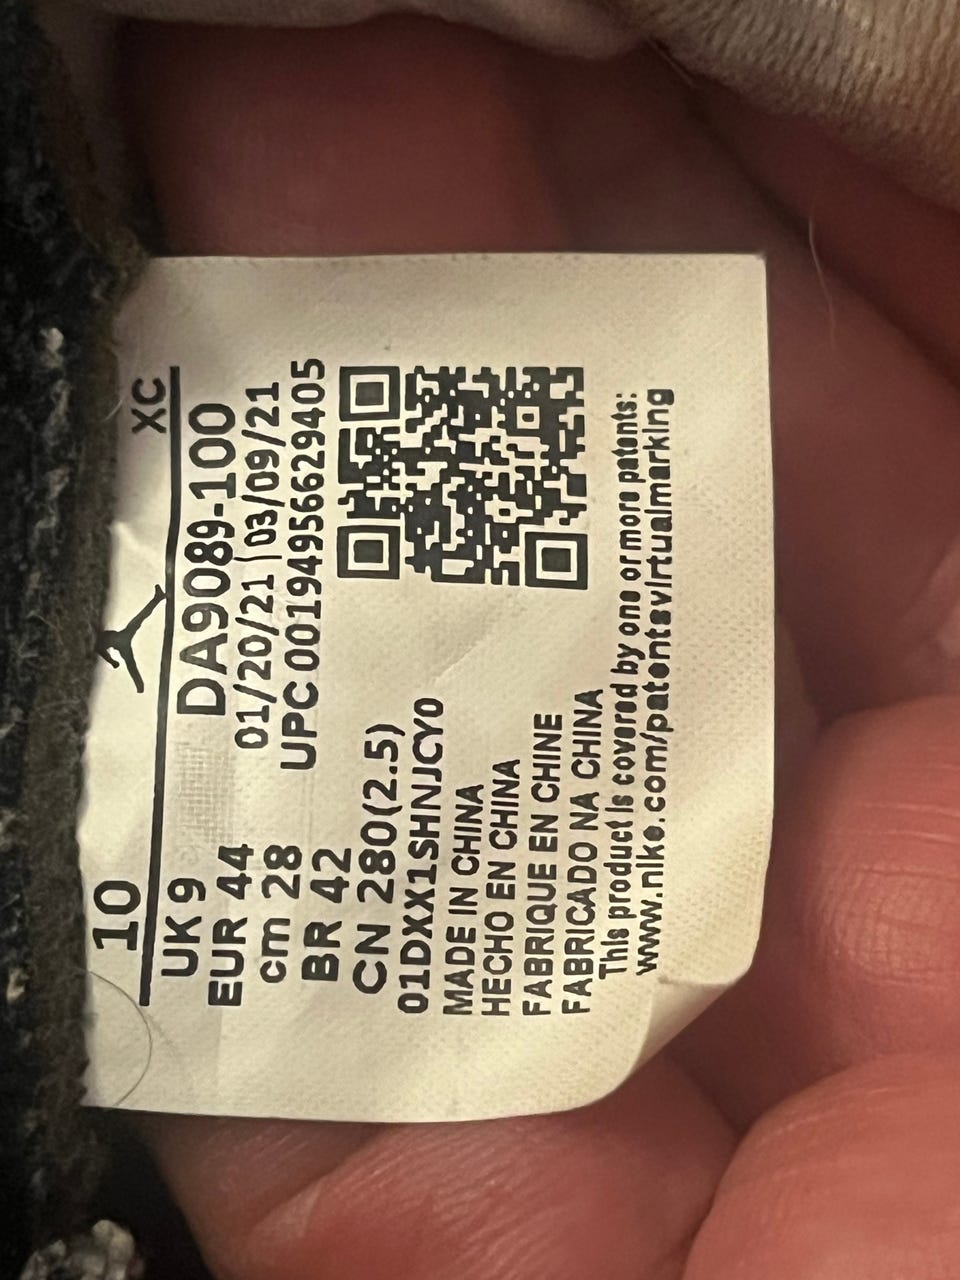 10
XC
UK 9
EUR 44
cm 28
BR 42
CN 280(2.5)
DA9089-100
01/20/21 | 03/09/21
UPC 00194956629405
01DXX1SHNJCY0
MADE IN CHINA
HECHO EN CHINA
FABRIQUE EN CHINE
FABRICADO NA CHINA
This product is covered by one or more patents:
www.nike.com/patentsvirtualmarking